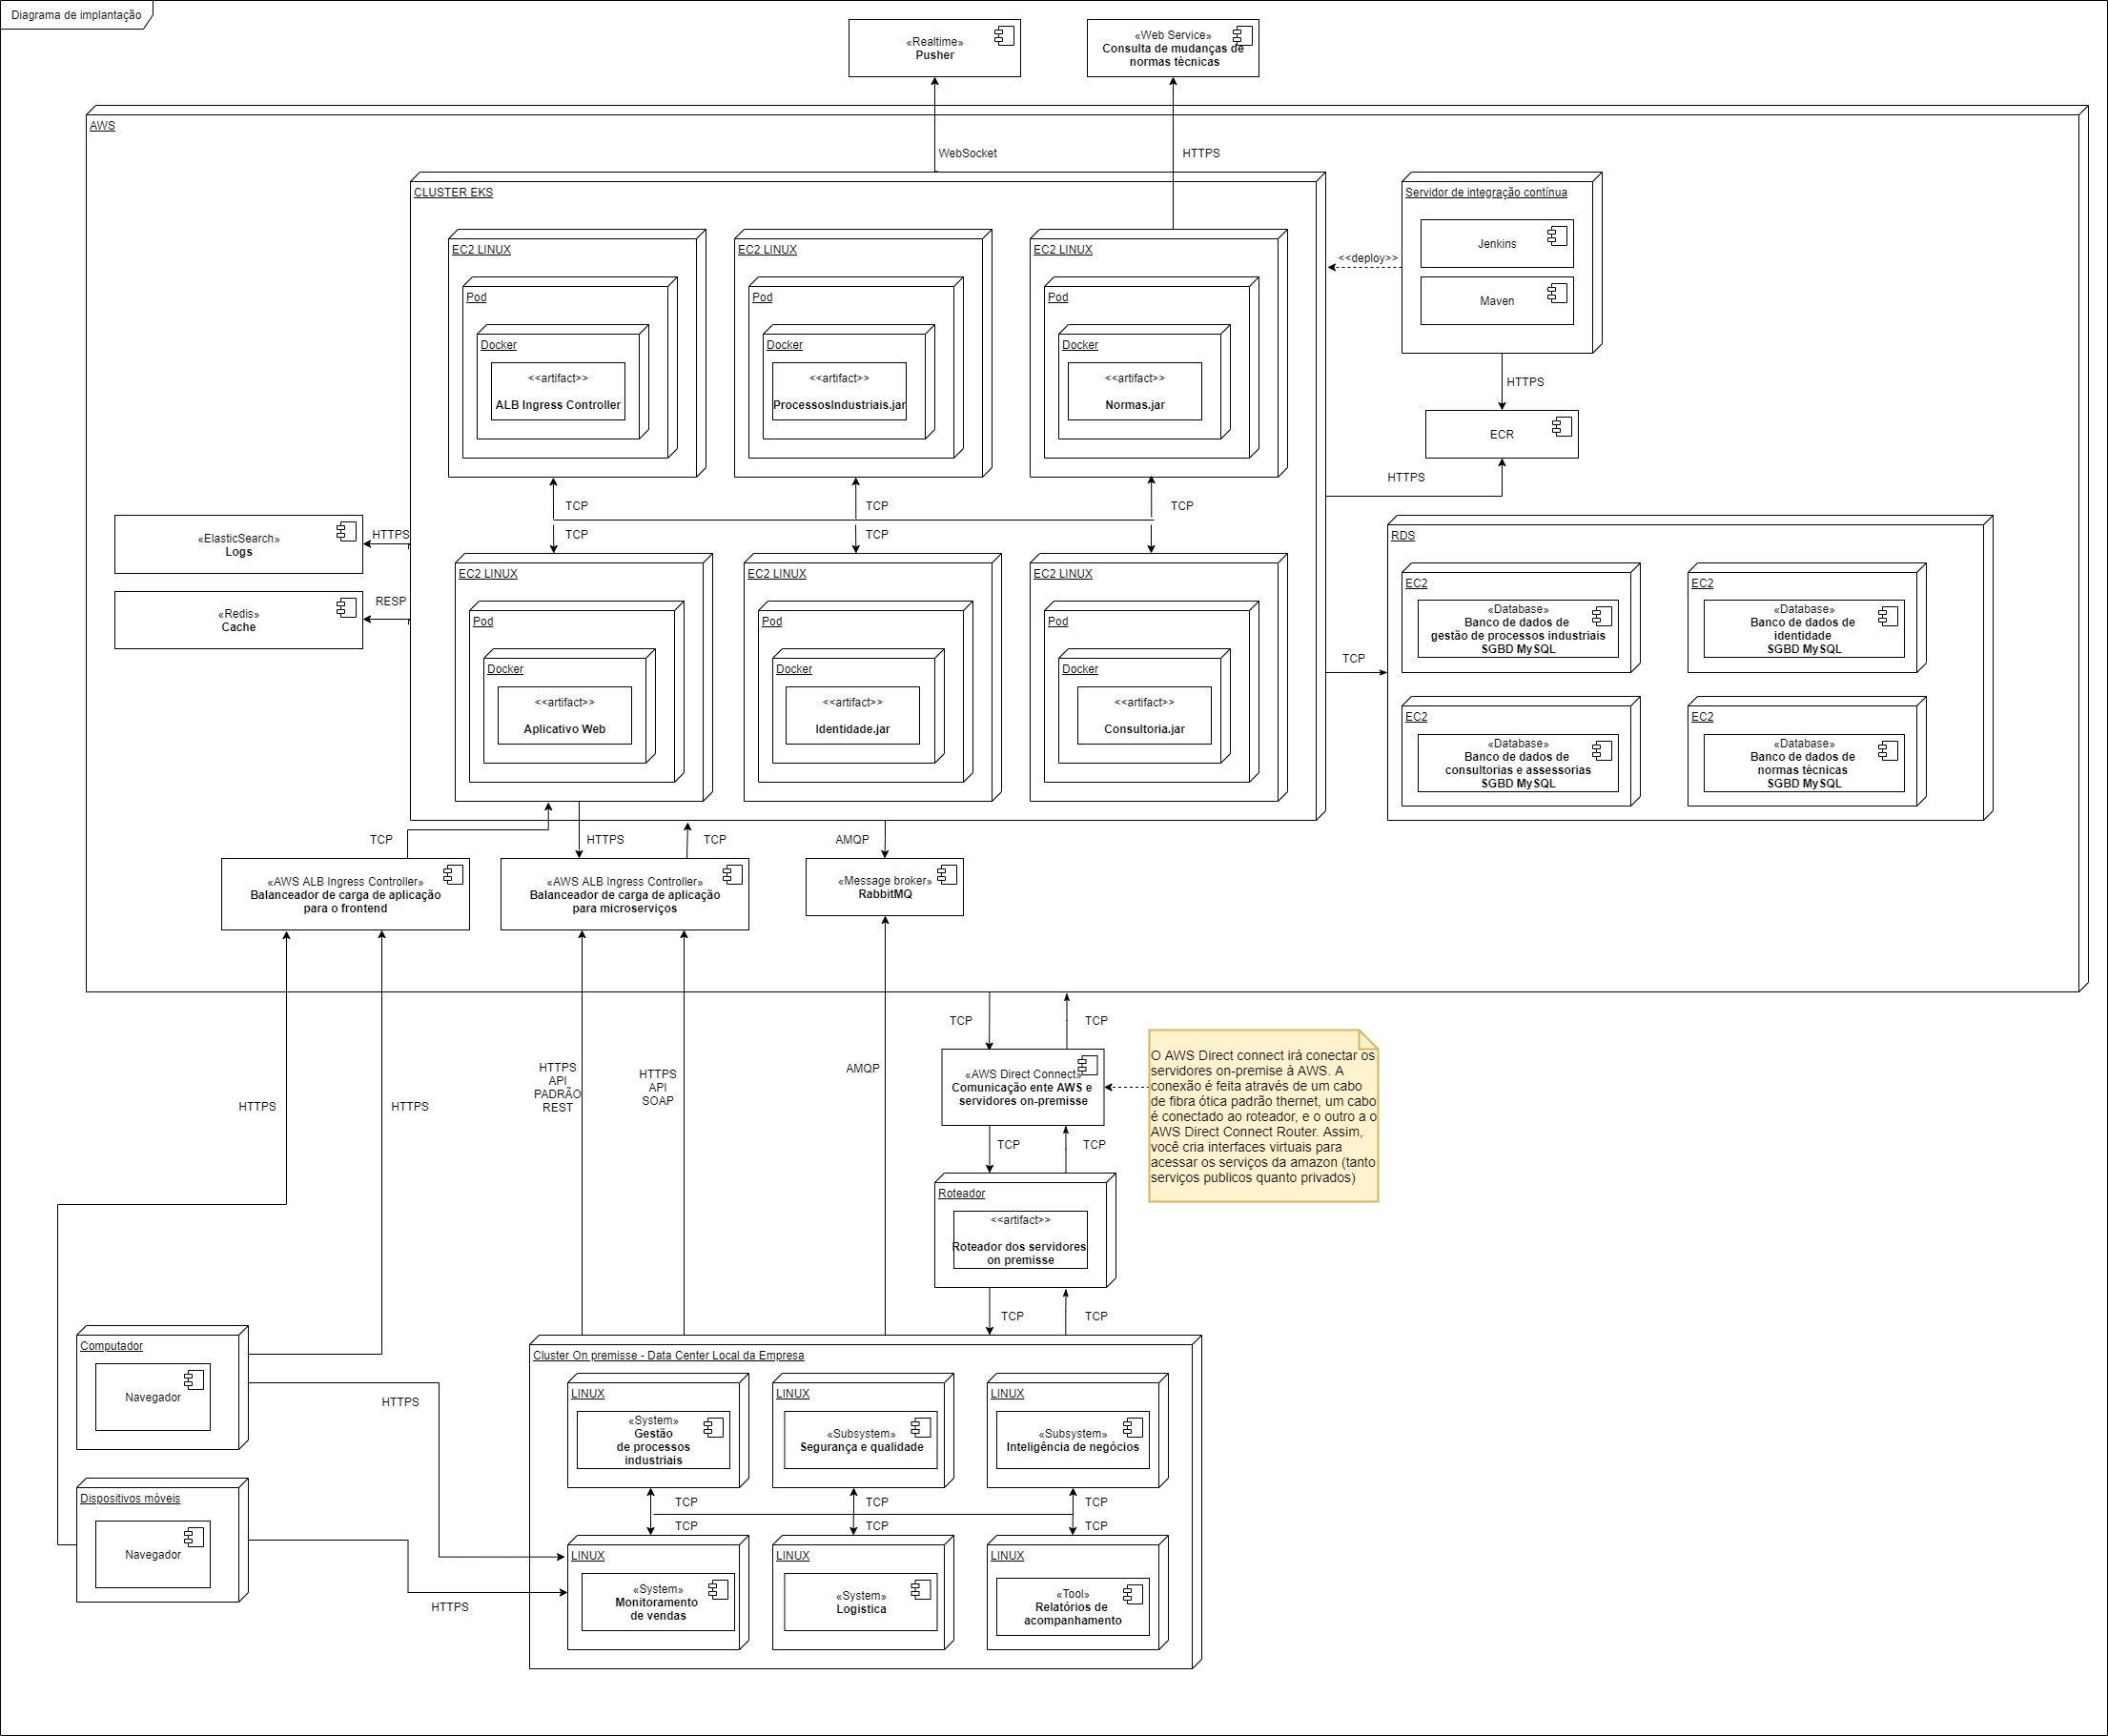 Diagrama de implantação
«Realtime»
Pusher
«Web Service»
Consulta de mudanças de
normas técnicas
AWS
WebSocket
HTTPS
CLUSTER EKS
Servidor de integração contínua
Jenkins
Maven
<<deploy>>
EC2 LINUX
Pod
Docker
<<artifact>>
ALB Ingress Controller
EC2 LINUX
Pod
Docker
<<artifact>>
ProcessosIndustriais.jar
EC2 LINUX
Pod
Docker
<<artifact>>
Normas.jar
HTTPS
ECR
HTTPS
TCP
TCP
TCP
TCP
TCP
«ElasticSearch»
Logs
HTTPS
«Redis»
Cache
RESP
EC2 LINUX
Pod
Docker
<<artifact>>
Aplicativo Web
EC2 LINUX
Pod
Docker
<<artifact>>
Identidade.jar
EC2 LINUX
Pod
Docker
<<artifact>>
Consultoria.jar
TCP
RDS
EC2
«Database»
Banco de dados de
gestão de processos industriais
SGBD MySQL
EC2
«Database»
Banco de dados de
identidade
SGBD MySQL
EC2
«Database»
Banco de dados de
consultorias e assessorias
SGBD MySQL
EC2
«Database»
Banco de dados de
normas técnicas
SGBD MySQL
TCP
HTTPS
TCP
AMQP
«AWS ALB Ingress Controller»
Balanceador de carga de aplicação
para o frontend
«AWS ALB Ingress Controller»
Balanceador de carga de aplicação
para microserviços
«Message broker»
RabbitMQ
TCP
TCP
HTTPS
HTTPS
HTTPS
API
PADRÃO
REST
HTTPS
API
SOAP
AMQP
«AWS Direct Connect»
Comunicação ente AWS e
servidores on-premisse
O AWS Direct connect irá conectar os
servidores on-premise à AWS. A
conexão é feita através de um cabo
de fibra ótica padrão thernet, um cabo
é conectado ao roteador, e o outro a o
AWS Direct Connect Router. Assim,
você cria interfaces virtuais para
acessar os serviços da amazon (tanto
serviços publicos quanto privados)
TCP
TCP
Roteador
<<artifact>>
Roteador dos servidores
on premisse
TCP
TCP
Computador
Navegador
HTTPS
Dispositivos móveis
Navegador
HTTPS
Cluster On premisse - Data Center Local da Empresa
LINUX
«System»
Gestão
de processos
industriais
LINUX
«Subsystem»
Segurança e qualidade
LINUX
«Subsystem»
Inteligência de negócios
TCP
TCP
TCP
TCP
TCP
TCP
LINUX
«System»
Monitoramento
de vendas
LINUX
«System»
Logistica
LINUX
«Tool»
Relatórios de
acompanhamento